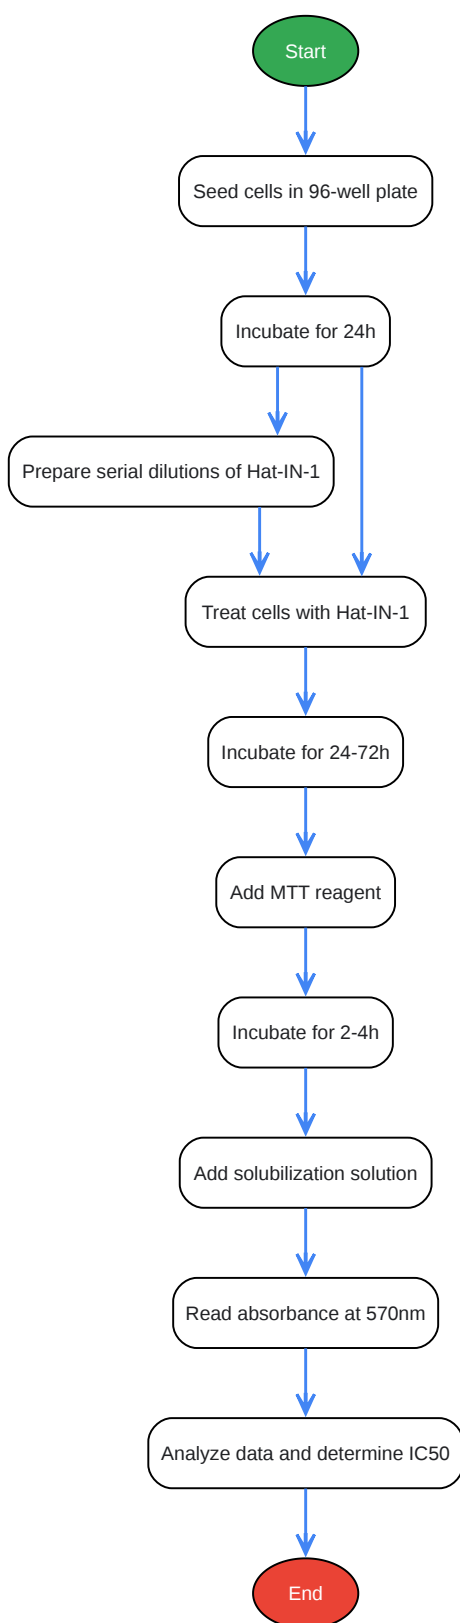 Start
Seed cells in 96-well plate
Incubate for 24h
Prepare serial dilutions of Hat-IN-1
Treat cells with Hat-IN-1
Incubate for 24-72h
Add MTT reagent
Incubate for 2-4h
Add solubilization solution
Read absorbance at 570nm
Analyze data and determine IC50
End